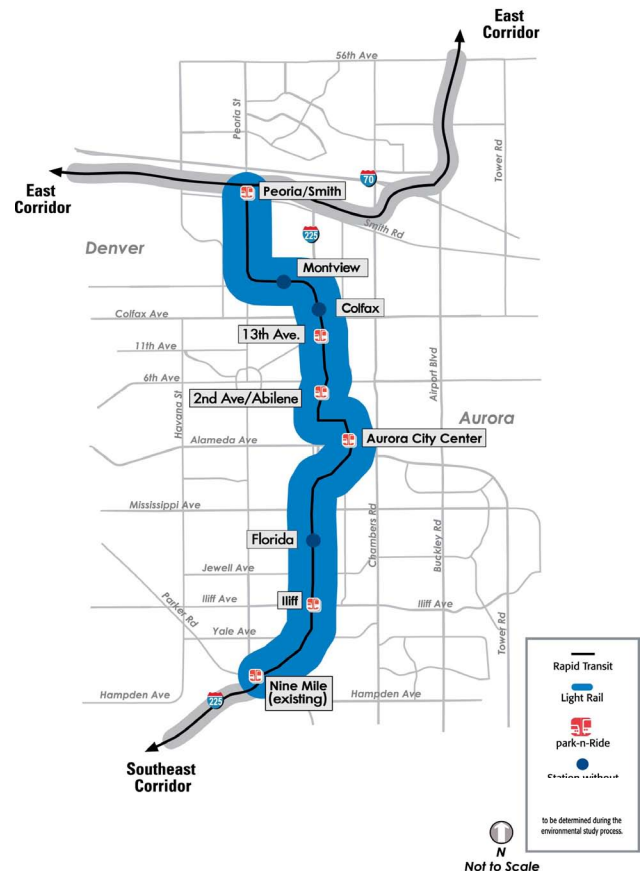 East
Corridor
56th Ave
Peoria St
Tower Rd
70
East
Corridor
Peoria/Smith
Smith Rd
225
Denver
Montview
Colfax
Colfax Ave
13th Ave.
11th Ave
Airport Blvd
6th Ave
2nd Ave/Abilene
Havana St
Aurora
Aurora City Center
Alameda Ave
Mississippi Ave
Chambers Rd
Buckley Rd
Florida
Jewell Ave
Iliff
Iliff Ave
Iliff Ave
Parker Rd
Yale Ave
Tower Rd
Nine Mile
(existing)
Hampden Ave
225
Hampden Ave
Southeast
Corridor
Rapid Transit
Light Rail
park-n-Ride
Station without
to be determined during the
environmental study process.
N
Not to Scale